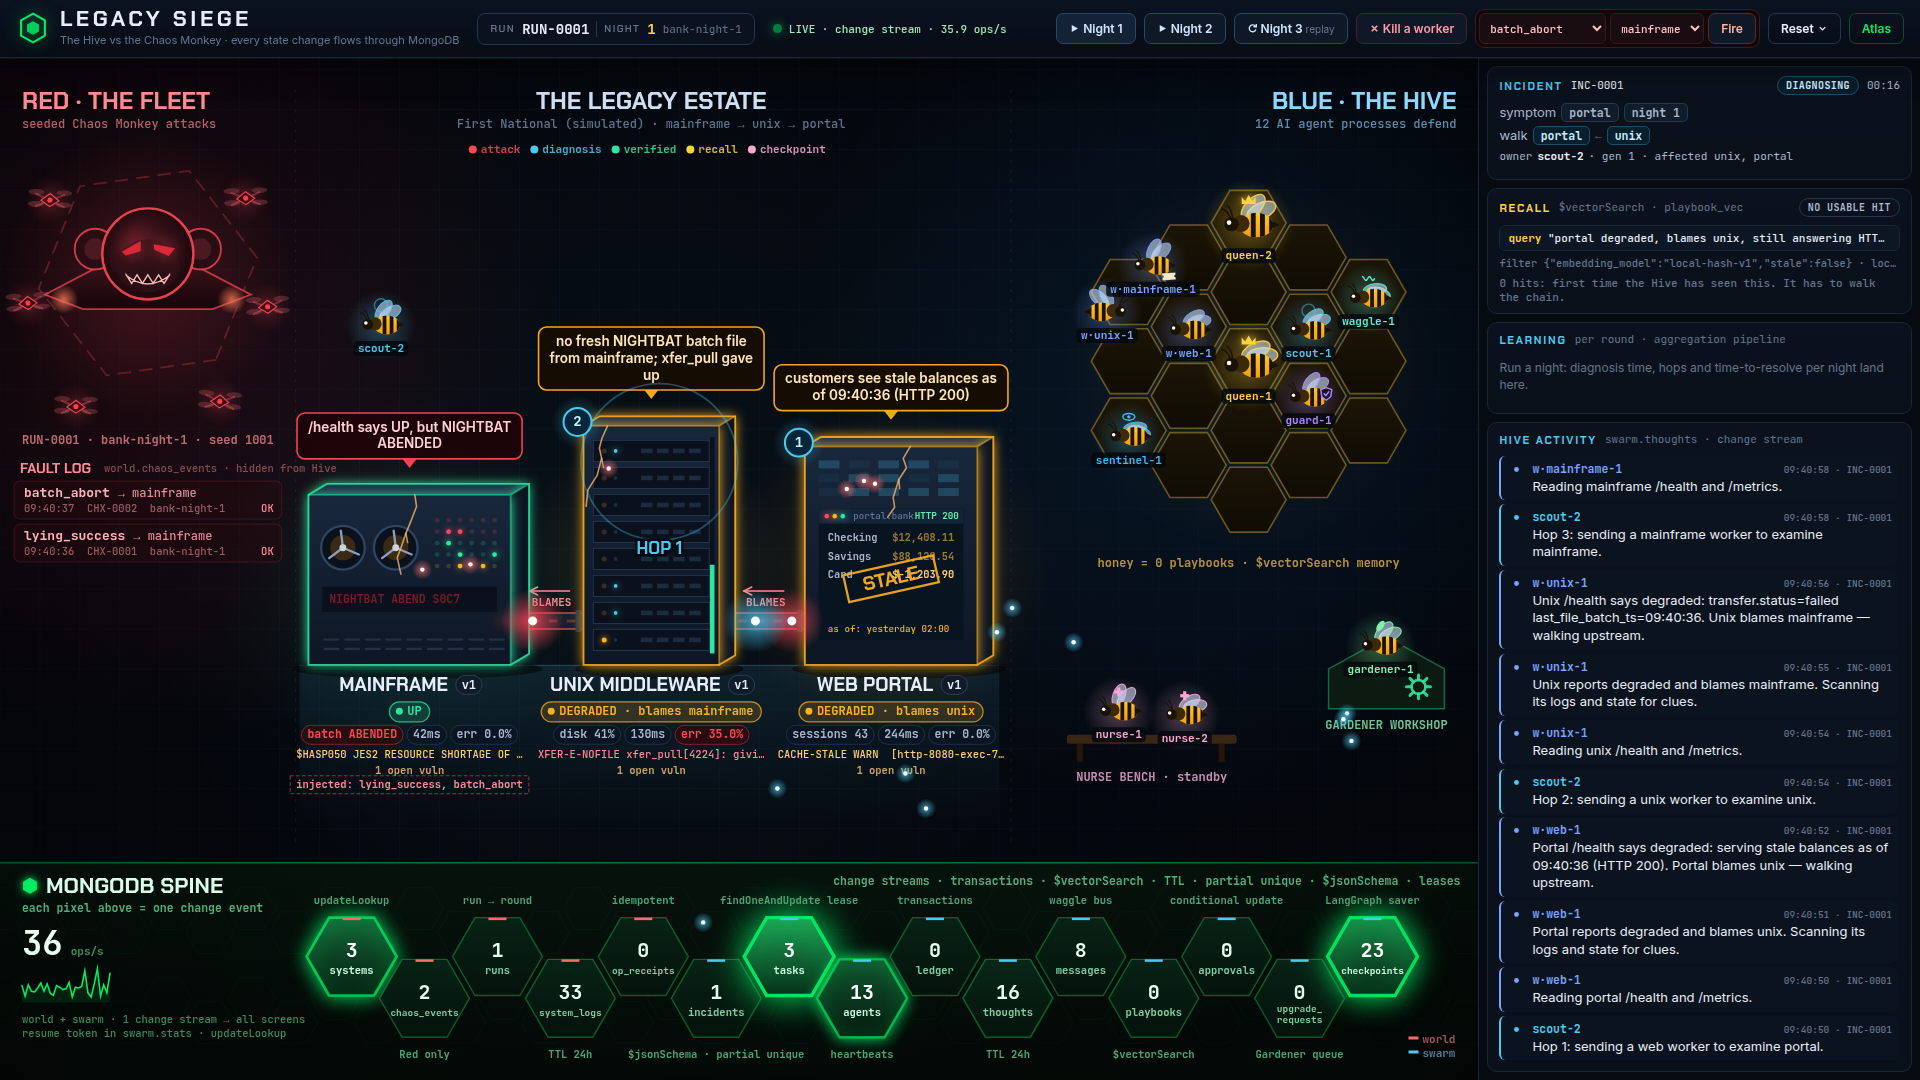 LEGACY SIEGE
The Hive vs the Chaos Monkey · every state change flows through MongoDB
RUN RUN-0001 NIGHT 1 bank-night-1
LIVE · change stream · 35.9 ops/s
Night 1
Night 2
Night 3 replay
× Kill a worker
batch_abort
mainframe
Fire
Reset
Atlas
RED · THE FLEET
seeded Chaos Monkey attacks
RUN-0001 · bank-night-1 · seed 1001
FAULT LOG world.chaos_events · hidden from Hive
batch_abort → mainframe
09:40:37 CHX-0002 bank-night-1 OK
lying_success → mainframe
09:40:36 CHX-0001 bank-night-1 OK
THE LEGACY ESTATE
First National (simulated) · mainframe → unix → portal
attack diagnosis verified recall checkpoint
scout-2
/health says UP, but NIGHTBAT
ABENDED
no fresh NIGHTBAT batch file
from mainframe; xfer_pull gave
up
customers see stale balances as
of 09:40:36 (HTTP 200)
2
1
HOP 1
NIGHTBAT ABEND S0C7
BLAMES
BLAMES
portal bank HTTP 200
Checking $12,408.11
Savings
Card
STALE
as of: yesterday 02:00
MAINFRAME v1
UP
batch ABENDED 42ms err 0.0%
$HASP050 JES2 RESOURCE SHORTAGE OF …
1 open vuln
injected: lying_success, batch_abort
UNIX MIDDLEWARE v1
DEGRADED · blames mainframe
disk 41% 130ms err 35.0%
XFER-E-NOFILE xfer_pull[4224]: givi…
1 open vuln
WEB PORTAL v1
DEGRADED · blames unix
sessions 43 244ms err 0.0%
CACHE-STALE WARN [http-8080-exec-7…
1 open vuln
BLUE · THE HIVE
12 AI agent processes defend
queen-2
w·mainframe-1
waggle-1
w·unix-1
w·web-1
scout-1
queen-1
guard-1
sentinel-1
honey = 0 playbooks · $vectorSearch memory
nurse-1
nurse-2
NURSE BENCH · standby
gardener-1
GARDENER WORKSHOP
INCIDENT INC-0001 DIAGNOSING 00:16
symptom portal night 1
walk portal ← unix
owner scout-2 · gen 1 · affected unix, portal
RECALL $vectorSearch · playbook_vec NO USABLE HIT
query "portal degraded, blames unix, still answering HTT…
filter {"embedding_model":"local-hash-v1","stale":false} · loc…
0 hits: first time the Hive has seen this. It has to walk
the chain.
LEARNING per round · aggregation pipeline
Run a night: diagnosis time, hops and time-to-resolve per night land
here.
HIVE ACTIVITY swarm.thoughts · change stream
w·mainframe-1 09:40:58 · INC-0001
Reading mainframe /health and /metrics.
scout-2 09:40:58 · INC-0001
Hop 3: sending a mainframe worker to examine
mainframe.
w·unix-1 09:40:56 · INC-0001
Unix /health says degraded: transfer.status=failed
last_file_batch_ts=09:40:36. Unix blames mainframe —
walking upstream.
w·unix-1 09:40:55 · INC-0001
Unix reports degraded and blames mainframe. Scanning
its logs and state for clues.
w·unix-1 09:40:54 · INC-0001
Reading unix /health and /metrics.
scout-2 09:40:54 · INC-0001
Hop 2: sending a unix worker to examine unix.
w·web-1 09:40:52 · INC-0001
Portal /health says degraded: serving stale balances as of
09:40:36 (HTTP 200). Portal blames unix — walking
upstream.
w·web-1 09:40:51 · INC-0001
Portal reports degraded and blames unix. Scanning its
logs and state for clues.
w·web-1 09:40:50 · INC-0001
Reading portal /health and /metrics.
scout-2 09:40:50 · INC-0001
Hop 1: sending a web worker to examine portal.
MONGODB SPINE
each pixel above = one change event
36 ops/s
world + swarm · 1 change stream → all screens
resume token in swarm.stats · updateLookup
change streams · transactions · $vectorSearch · TTL · partial unique · $jsonSchema · leases
updateLookup run → round idempotent findOneAndUpdate lease transactions waggle bus conditional update LangGraph saver
3 systems
2 chaos_events
1 runs
33 system_logs
0 op_receipts
1 incidents
3 tasks
13 agents
0 ledger
16 thoughts
8 messages
0 playbooks
0 approvals
0 upgrade_
requests
23 checkpoints
Red only TTL 24h $jsonSchema · partial unique heartbeats TTL 24h $vectorSearch Gardener queue
world
swarm